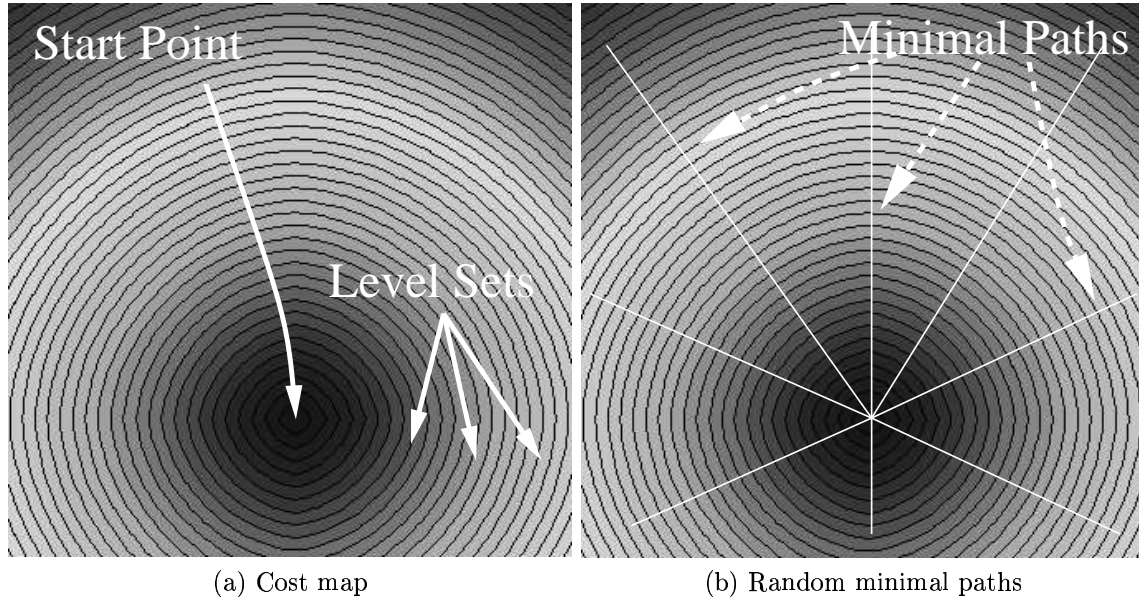 Start Point
Level Sets
Minimal Paths
(a) Cost map
(b) Random minimal paths